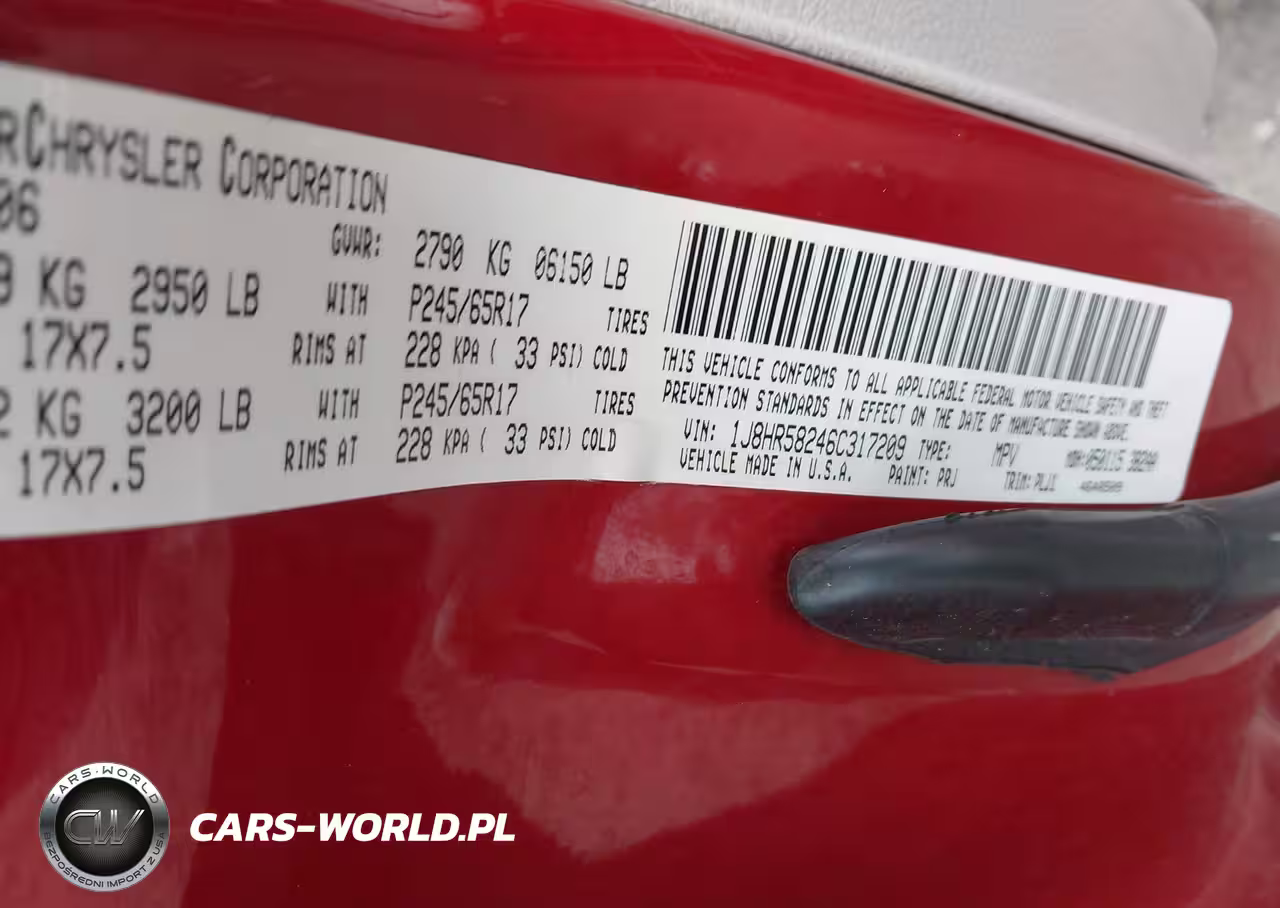 RCHRYSLER CORPORATION
06
GVWR: 2790 KG 06150 LB
9 KG 2950 LB WITH P245/65R17 TIRES
17X7.5 RIMS AT 228 KPA ( 33 PSI) COLD
2 KG 3200 LB WITH P245/65R17 TIRES
17X7.5 RIMS AT 228 KPA ( 33 PSI) COLD
THIS VEHICLE CONFORMS TO ALL APPLICABLE FEDERAL MOTOR VEHICLE SAFETY AND THEFT
PREVENTION STANDARDS IN EFFECT ON THE DATE OF MANUFACTURE SHOWN ABOVE.
VIN: 1J8HR58246C317209 TYPE: MPV
VEHICLE MADE IN U.S.A. PAINT: PRJ TRIM:
CARS-WORLD
CW
BEZPOŚREDNI IMPORT Z USA
CARS-WORLD.PL